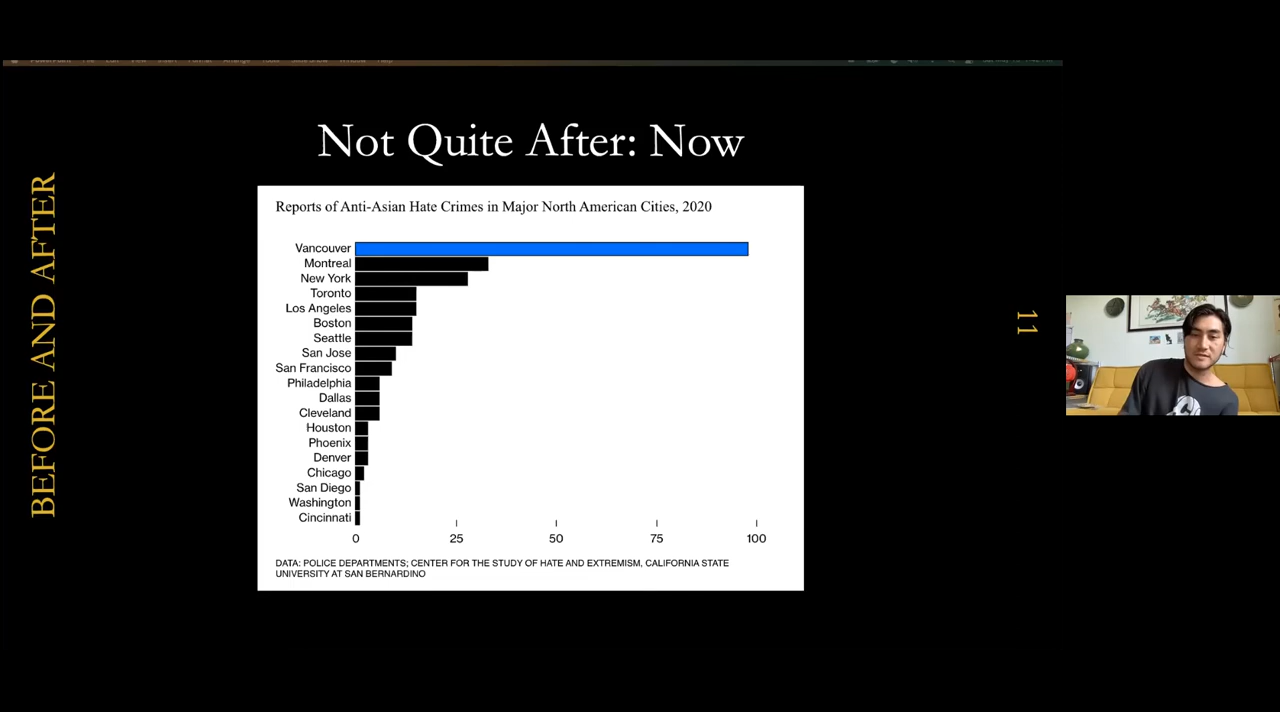 Not Quite After: Now
BEFORE AND AFTER
Reports of Anti-Asian Hate Crimes in Major North American Cities, 2020
Vancouver
Montreal
New York
Toronto
Los Angeles
Boston
Seattle
San Jose
San Francisco
Philadelphia
Dallas
Cleveland
Houston
Phoenix
Denver
Chicago
San Diego
Washington
Cincinnati
0 25 50 75 100
DATA: POLICE DEPARTMENTS; CENTER FOR THE STUDY OF HATE AND EXTREMISM, CALIFORNIA STATE
UNIVERSITY AT SAN BERNARDINO
11